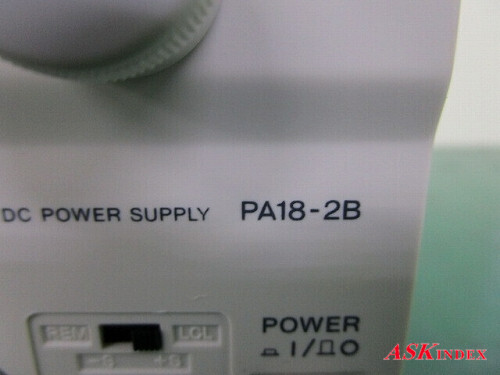 DC POWER SUPPLY PA18-2B
REM LCL
-S +S
POWER
I / O
ASKINDEX